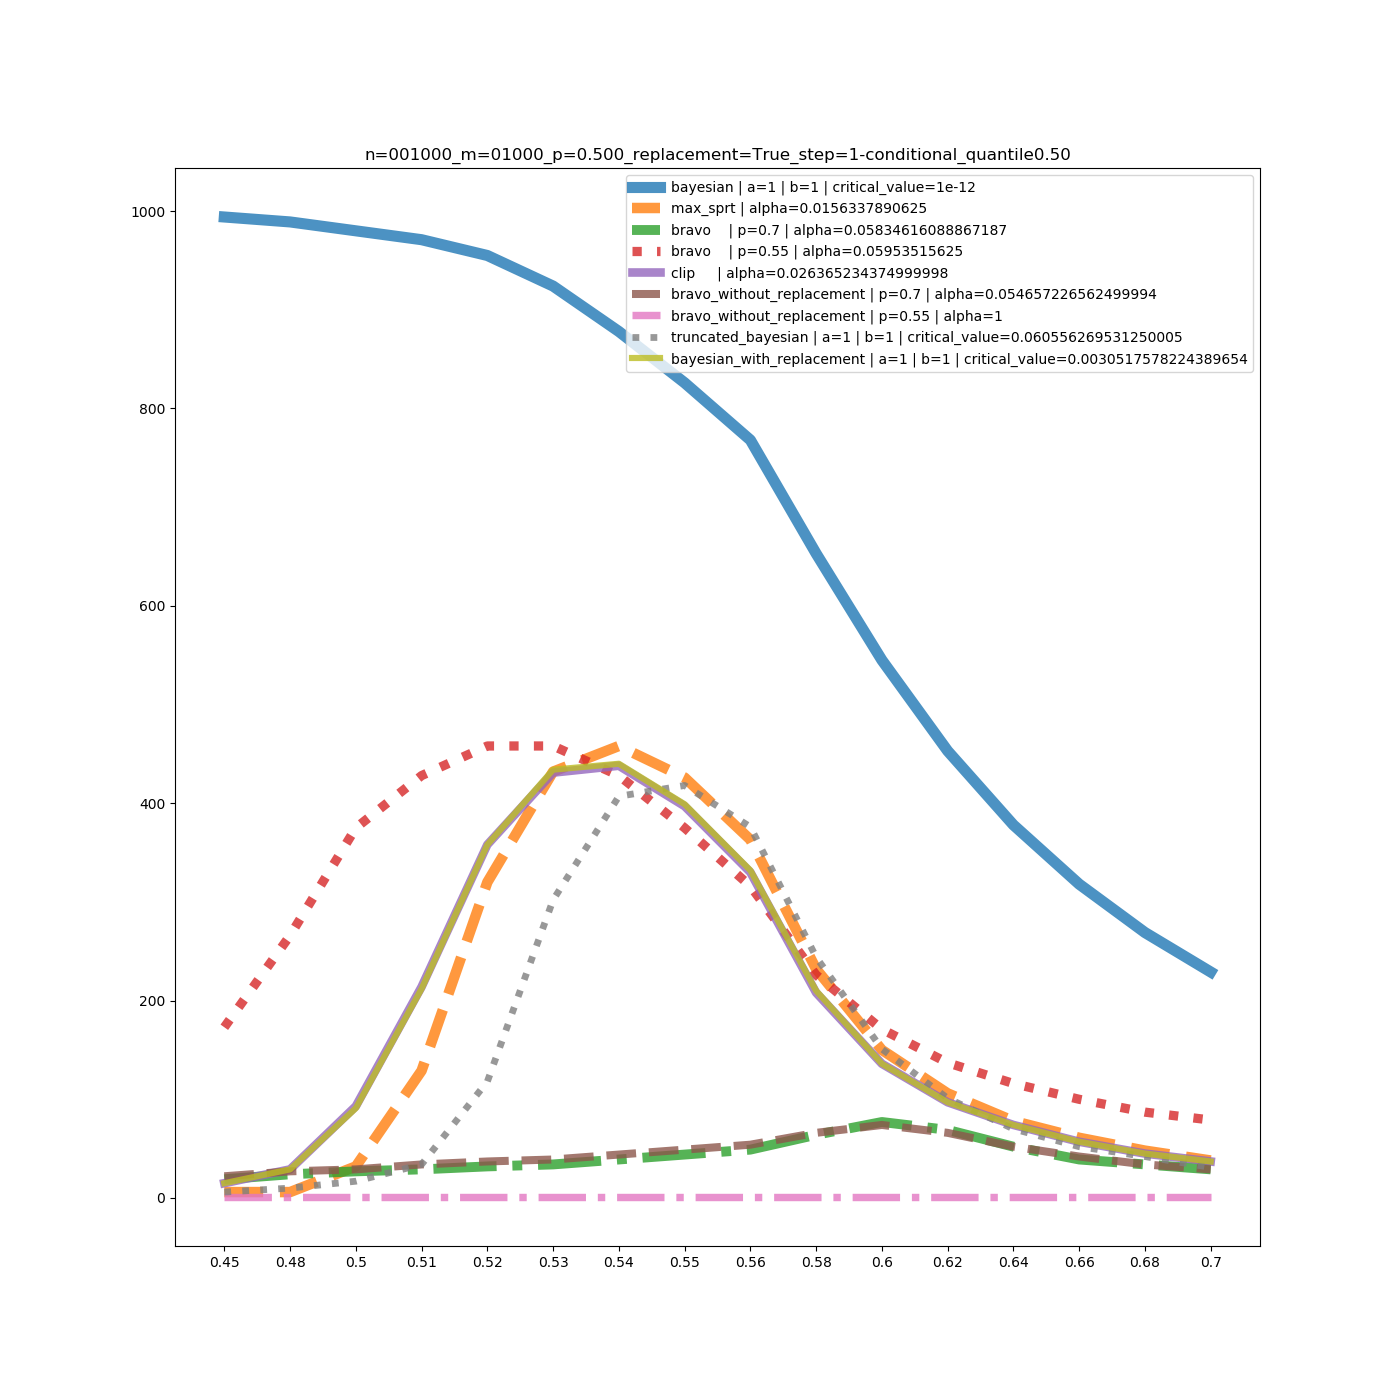 n=001000_m=01000_p=0.500_replacement=True_step=1-conditional_quantile0.50
bayesian | a=1 | b=1 | critical_value=1e-12
max_sprt | alpha=0.0156337890625
bravo    | p=0.7 | alpha=0.05834616088867187
bravo    | p=0.55 | alpha=0.05953515625
clip     | alpha=0.026365234374999998
bravo_without_replacement | p=0.7 | alpha=0.054657226562499994
bravo_without_replacement | p=0.55 | alpha=1
truncated_bayesian | a=1 | b=1 | critical_value=0.060556269531250005
bayesian_with_replacement | a=1 | b=1 | critical_value=0.0030517578224389654
1000
800
600
400
200
0
0.45 0.48 0.5 0.51 0.52 0.53 0.54 0.55 0.56 0.58 0.6 0.62 0.64 0.66 0.68 0.7